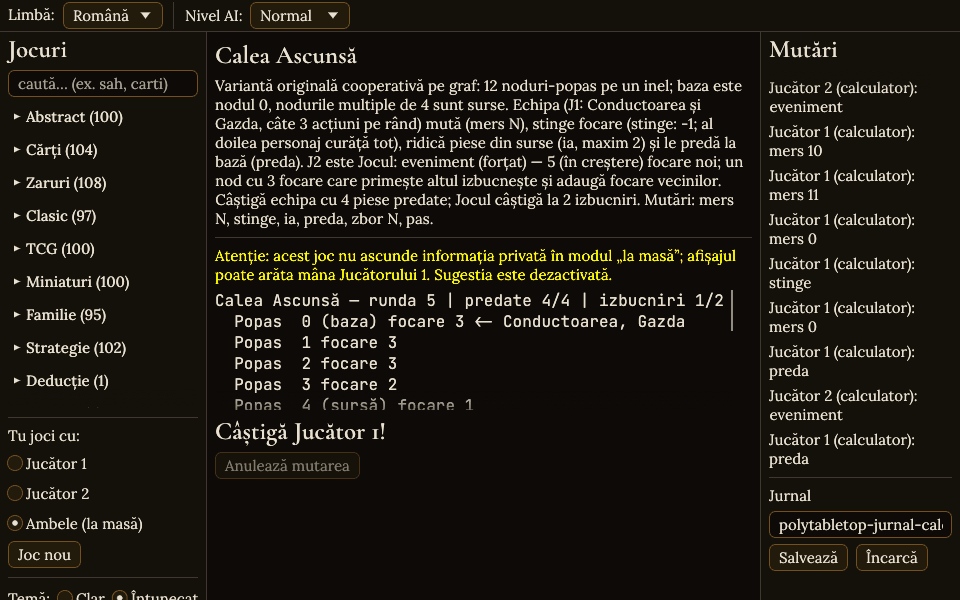 Limbă: Română Nivel AI: Normal
Jocuri
caută... (ex. sah, carti)
Abstract (100)
Cărți (104)
Zaruri (108)
Clasic (97)
TCG (100)
Miniaturi (100)
Familie (95)
Strategie (102)
Deducție (1)
Tu joci cu:
Jucător 1
Jucător 2
Ambele (la masă)
Joc nou
Temă: Clar Întunecat
Calea Ascunsă
Variantă originală cooperativă pe graf: 12 noduri-popas pe un inel; baza este
nodul 0, nodurile multiple de 4 sunt surse. Echipa (J1: Conductoarea și
Gazda, câte 3 acțiuni pe rând) mută (mers N), stinge focare (stinge: -1; al
doilea personaj curăță tot), ridică piese din surse (ia, maxim 2) și le predă la
bază (preda). J2 este Jocul: eveniment (forțat) — 5 (în creștere) focare noi; un
nod cu 3 focare care primește altul izbucnește și adaugă focare vecinilor.
Câștigă echipa cu 4 piese predate; Jocul câștigă la 2 izbucniri. Mutări: mers
N, stinge, ia, preda, zbor N, pas.
Atenție: acest joc nu ascunde informația privată în modul „la masă”; afișajul
poate arăta mâna Jucătorului 1. Sugestia este dezactivată.
Calea Ascunsă — runda 5 | predate 4/4 | izbucniri 1/2
Popas 0 (baza) focare 3 ← Conductoarea, Gazda
Popas 1 focare 3
Popas 2 focare 3
Popas 3 focare 2
Popas 4 (sursă) focare 1
Câștigă Jucător 1!
Anulează mutarea
Mutări
Jucător 2 (calculator):
eveniment
Jucător 1 (calculator):
mers 10
Jucător 1 (calculator):
mers 11
Jucător 1 (calculator):
mers 0
Jucător 1 (calculator):
stinge
Jucător 1 (calculator):
mers 0
Jucător 1 (calculator):
preda
Jucător 2 (calculator):
eveniment
Jucător 1 (calculator):
preda
Jurnal
polytabletop-jurnal-cale
Salvează Încarcă